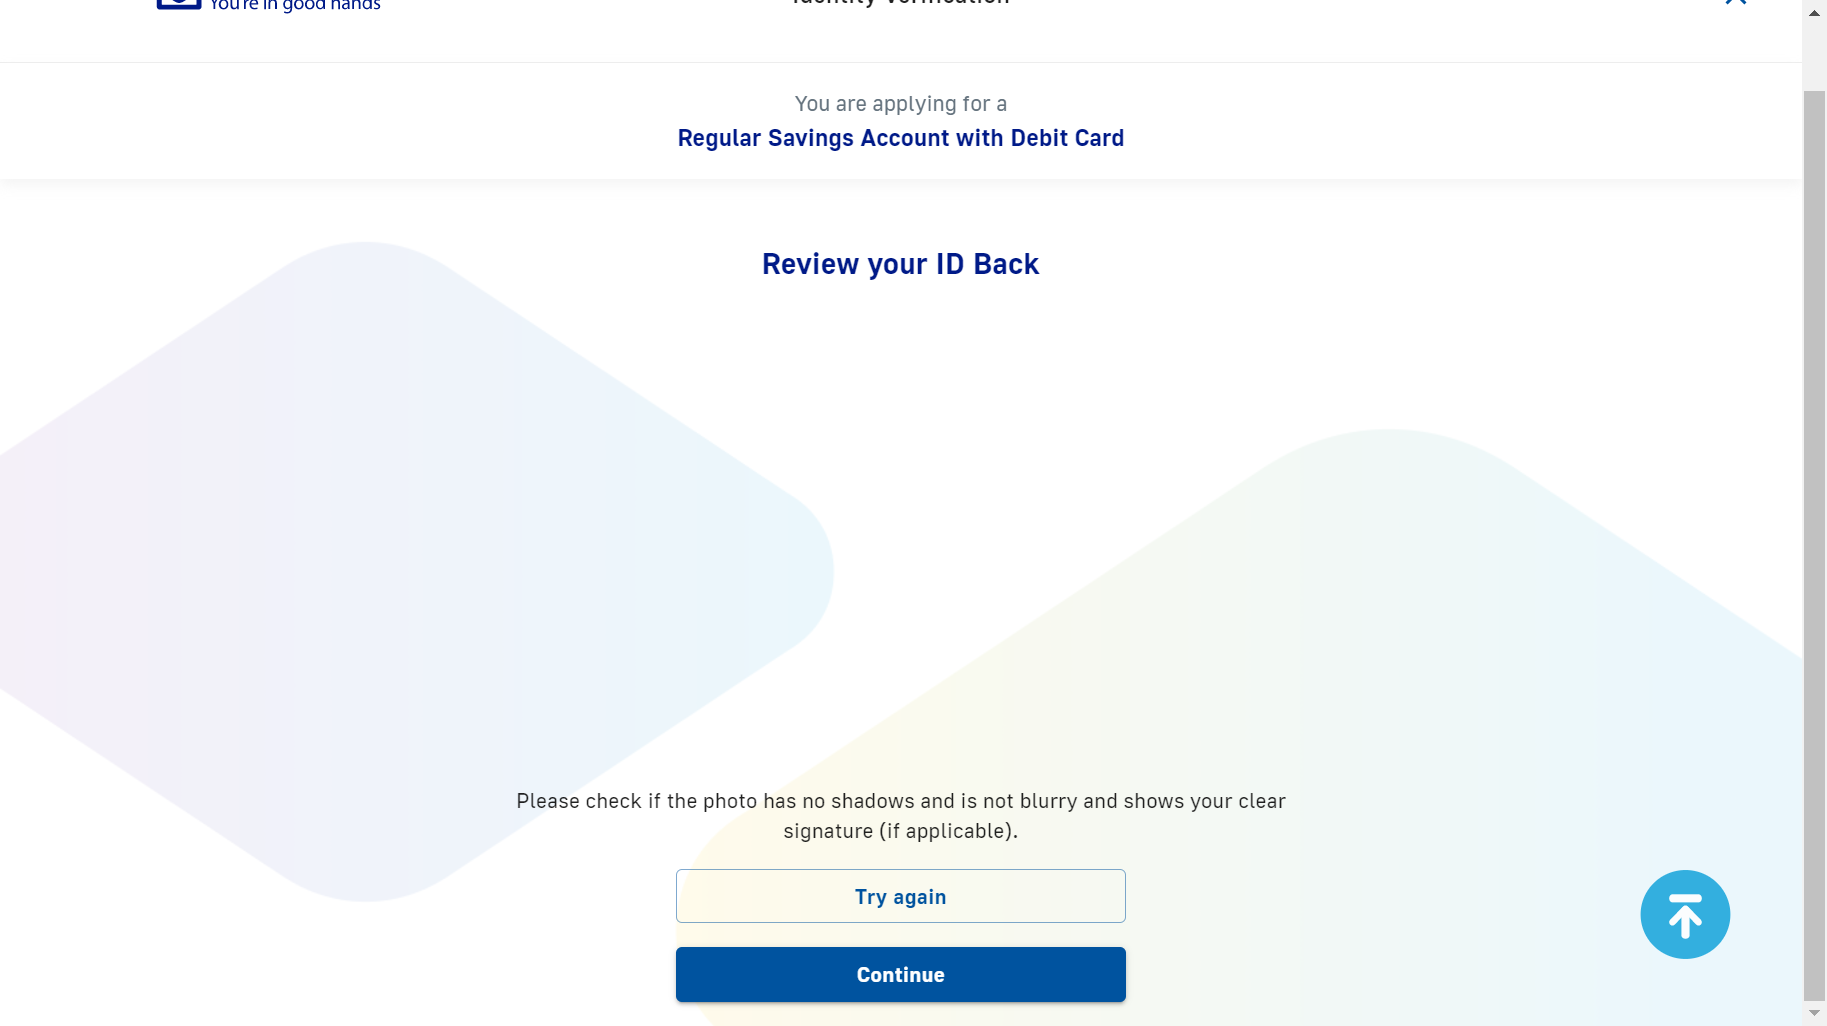 You're in good hands
Identity Verification
You are applying for a
Regular Savings Account with Debit Card
Review your ID Back
Please check if the photo has no shadows and is not blurry and shows your clear
signature (if applicable).
Try again
Continue